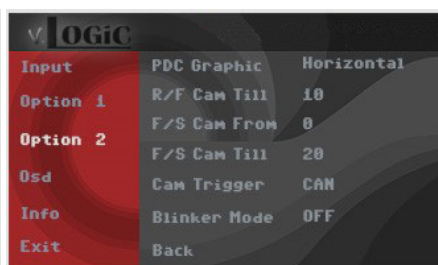 v.LOGiC
Input
Option 1
Option 2
Osd
Info
Exit
PDC Graphic Horizontal
R/F Cam Till 10
F/S Cam From 0
F/S Cam Till 20
Cam Trigger CAN
Blinker Mode OFF
Back